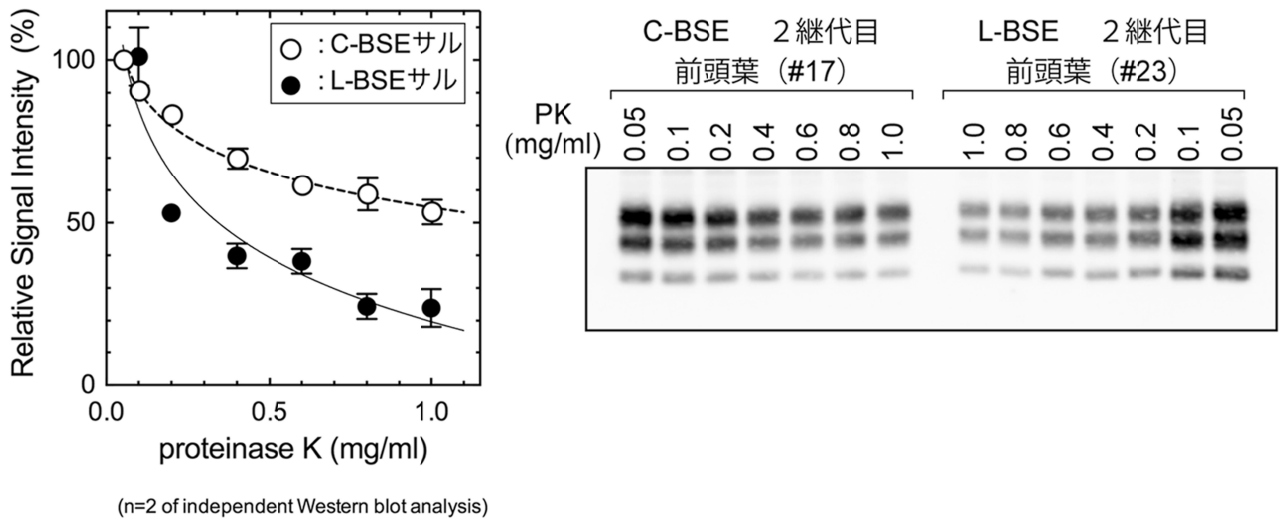 Relative Signal Intensity (%)
100
50
0
0.0 0.5 1.0
proteinase K (mg/ml)
○ : C-BSEサル
● : L-BSEサル
(n=2 of independent Western blot analysis)
C-BSE 2継代目
前頭葉(#17)
L-BSE 2継代目
前頭葉(#23)
PK
(mg/ml)
0.05 0.1 0.2 0.4 0.6 0.8 1.0
1.0 0.8 0.6 0.4 0.2 0.1 0.05